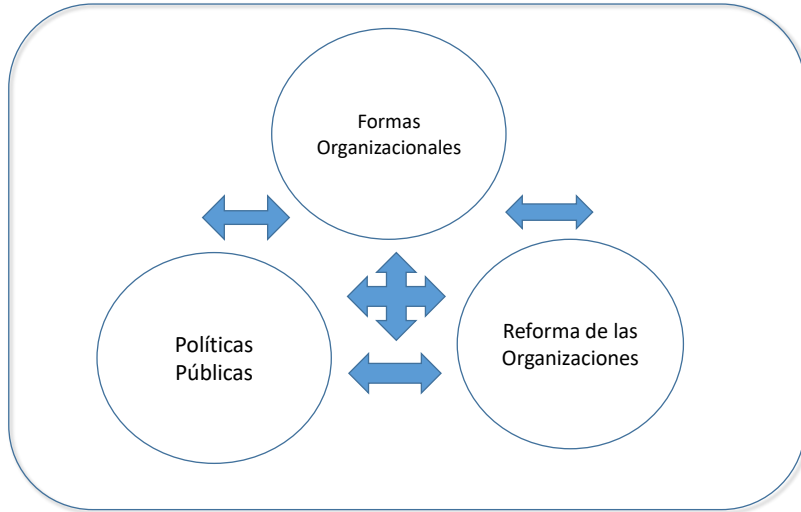 Formas
Organizacionales
Políticas
Públicas
Reforma de las
Organizaciones